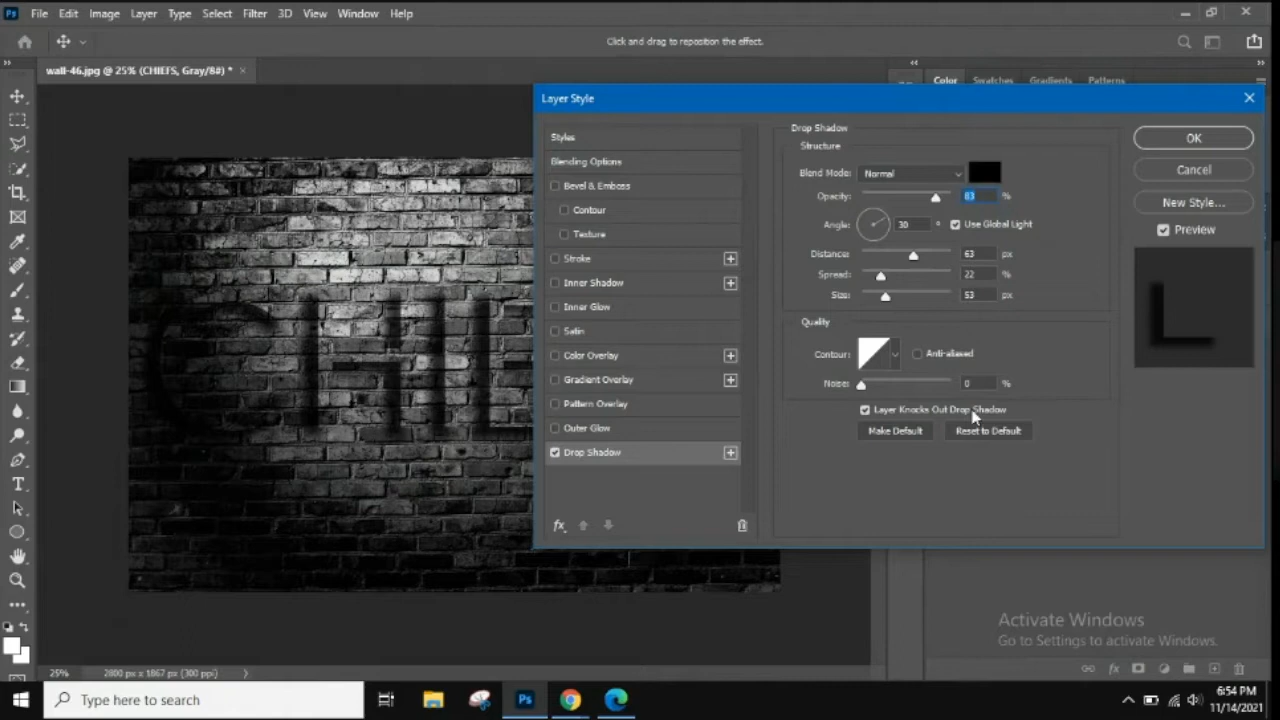 Ps File Edit Image Layer Type Select Filter 3D View Window Help
Click and drag to reposition the effect.
wall-46.jpg @ 25% (CHIEFS, Gray/8#) *
Color Swatches Gradients Patterns
Layer Style
Styles
Blending Options
Bevel & Emboss
Contour
Texture
Stroke
Inner Shadow
Inner Glow
Satin
Color Overlay
Gradient Overlay
Pattern Overlay
Outer Glow
Drop Shadow
fx
Drop Shadow
Structure
Blend Mode: Normal
Opacity: 83 %
Angle: 30 ° Use Global Light
Distance: 63 px
Spread: 22 %
Size: 53 px
Quality
Contour: Anti-aliased
Noise: 0 %
Layer Knocks Out Drop Shadow
Make Default Reset to Default
OK
Cancel
New Style...
Preview
CHIE
Activate Windows
Go to Settings to activate Windows.
fx
25% 2800 px x 1867 px (300 ppi)
Type here to search
Ps
6:54 PM
11/14/2021